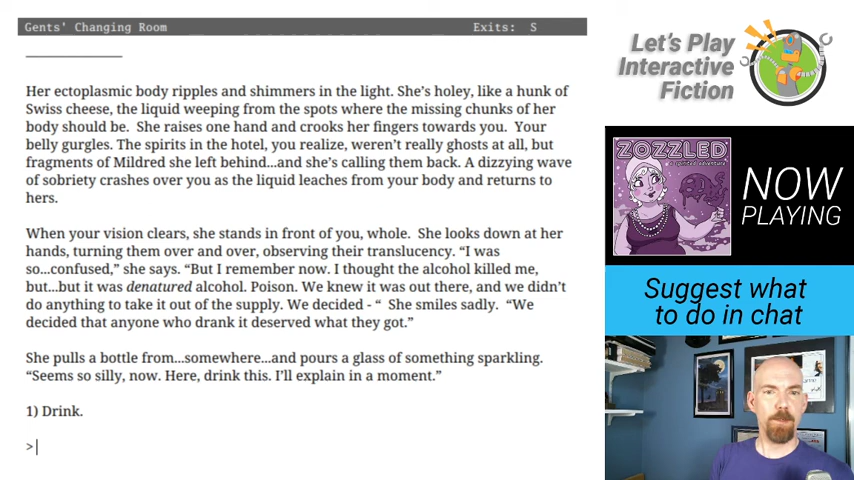 Gents' Changing Room Exits: S
Her ectoplasmic body ripples and shimmers in the light. She's holey, like a hunk of
Swiss cheese, the liquid weeping from the spots where the missing chunks of her
body should be. She raises one hand and crooks her fingers towards you. Your
belly gurgles. The spirits in the hotel, you realize, weren't really ghosts at all, but
fragments of Mildred she left behind...and she's calling them back. A dizzying wave
of sobriety crashes over you as the liquid leaches from your body and returns to
hers.
When your vision clears, she stands in front of you, whole. She looks down at her
hands, turning them over and over, observing their translucency. “I was
so...confused,” she says. “But I remember now. I thought the alcohol killed me,
but...but it was denatured alcohol. Poison. We knew it was out there, and we didn't
do anything to take it out of the supply. We decided - “ She smiles sadly. “We
decided that anyone who drank it deserved what they got.”
She pulls a bottle from...somewhere...and pours a glass of something sparkling.
“Seems so silly, now. Here, drink this. I'll explain in a moment.”
1) Drink.
>
Let's Play
Interactive
Fiction
ZOZZLED
NOW
PLAYING
Suggest what
to do in chat